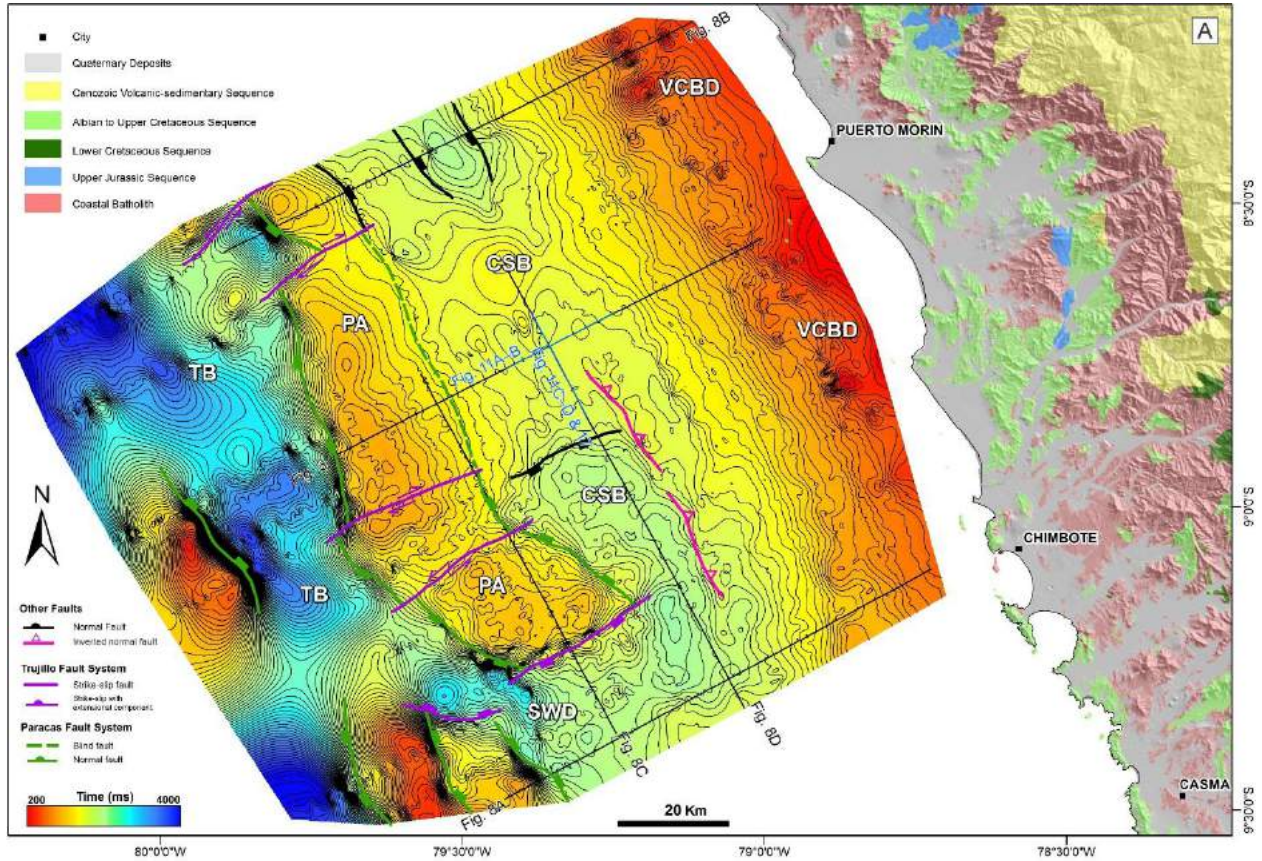 A
City
Quaternary Deposits
Cenozoic Volcanic-sedimentary Sequence
Albian to Upper Cretaceous Sequence
Lower Cretaceous Sequence
Upper Jurassic Sequence
Coastal Batholith
Fig. 8B
VCBD
PUERTO MORIN
8°30'0"S
CSB
PA
VCBD
TB
Fig. 11A-B
CSB
N
9°0'0"S
CHIMBOTE
PA
TB
Other Faults
Normal Fault
Inverted normal fault
Trujillo Fault System
Strike-slip fault
Strike-slip with
extensional component
Paracas Fault System
Blind fault
Normal fault
SWD
Fig. 8D
Fig. 8C
Fig. 8A
CASMA
Time (ms)
200
4000
20 Km
9°30'0"S
80°0'0"W
79°30'0"W
79°0'0"W
78°30'0"W